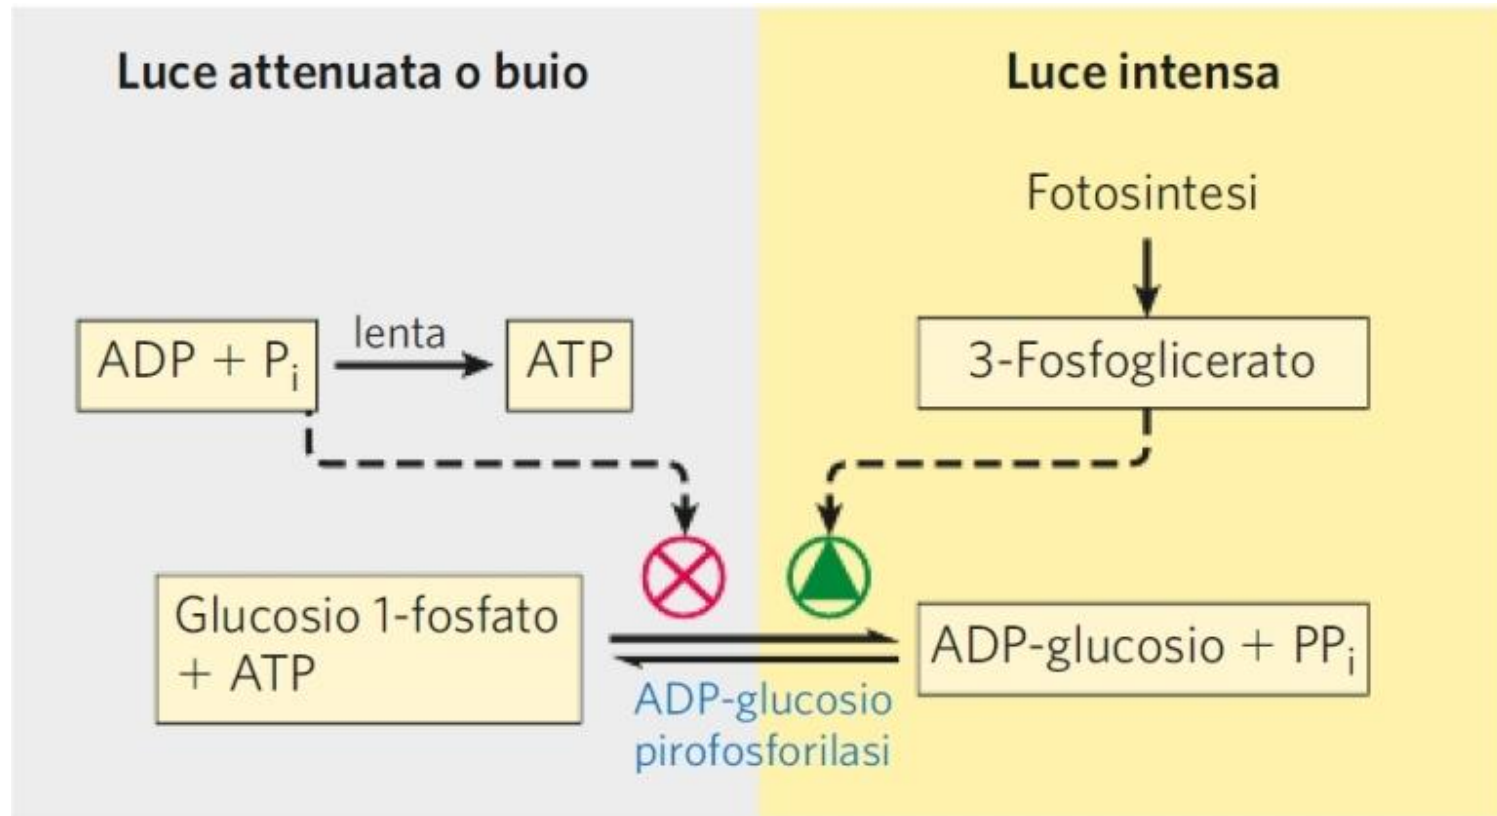 Luce attenuata o buio
Luce intensa
Fotosintesi
ADP + Pi
lenta
ATP
3-Fosfoglicerato
Glucosio 1-fosfato
+ ATP
ADP-glucosio + PPi
ADP-glucosio
pirofosforilasi